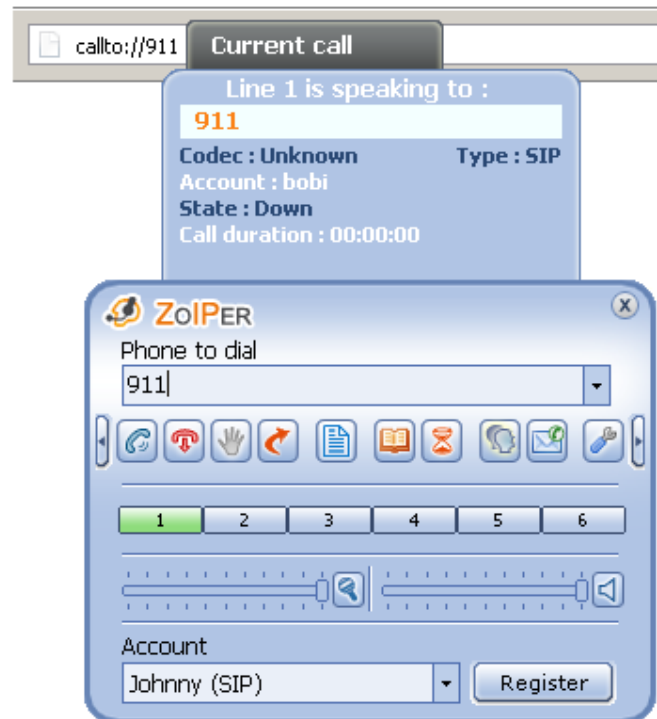 callto://911
Current call
Line 1 is speaking to :
911
Codec : Unknown Type : SIP
Account : bobi
State : Down
Call duration : 00:00:00
ZOIPER
Phone to dial
911
1 2 3 4 5 6
Account
Johnny (SIP) Register